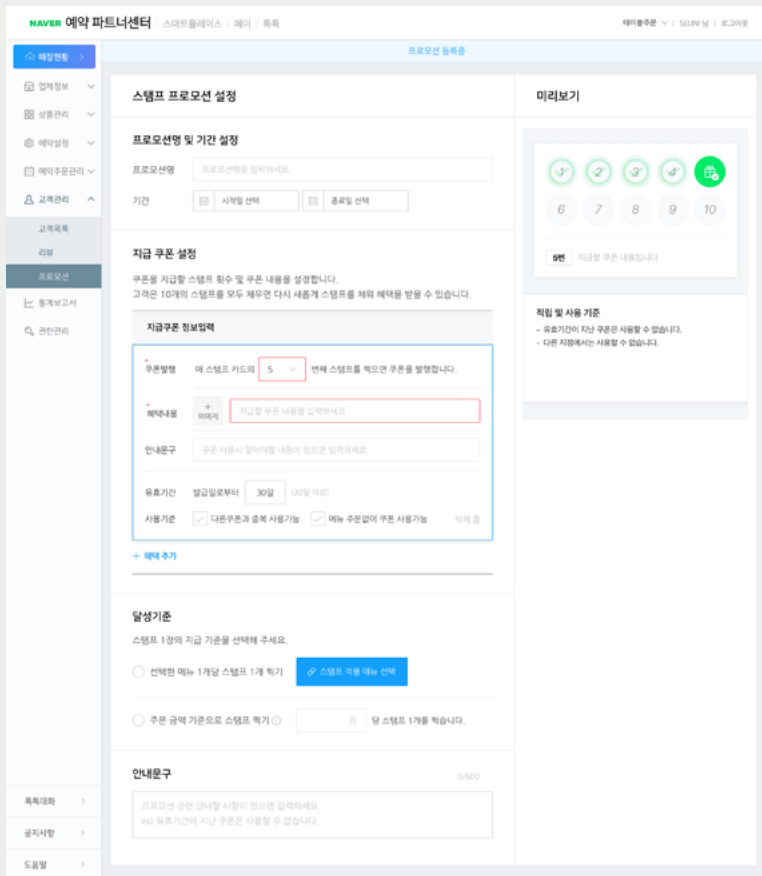 NAVER 예약 파트너센터 스마트플레이스 | 페이 | 톡톡
테이블주문 | SELINI 님 | 로그아웃
매장현황
프로모션 등록중
업체정보
상품관리
예약설정
예약주문관리
고객관리
고객목록
리뷰
프로모션
통계보고서
권한관리
톡톡대화
공지사항
도움말
스탬프 프로모션 설정
프로모션명 및 기간 설정
프로모션명 프로모션명을 입력하세요.
기간 시작일 선택 종료일 선택
지급 쿠폰 설정
쿠폰을 지급할 스탬프 횟수 및 쿠폰 내용을 설정합니다.
고객은 10개의 스탬프를 모두 채우면 다시 새롭게 스탬프를 채워 혜택을 받을 수 있습니다.
지급쿠폰 정보입력
쿠폰발행 매 스탬프 카드의 5 번째 스탬프를 찍으면 쿠폰을 발행합니다.
혜택내용 + 이미지 지급할 쿠폰 내용을 입력하세요
안내문구 쿠폰 사용시 알아야할 내용이 있으면 입력하세요
유효기간 발급일로부터 30일 (30일 이상)
사용기준 다른쿠폰과 중복 사용가능 메뉴 주문없이 쿠폰 사용가능 삭제
+ 혜택 추가
달성기준
스탬프 1장의 지급 기준을 선택해 주세요.
선택한 메뉴 1개당 스탬프 1개 찍기 스탬프 적용 메뉴 선택
주문 금액 기준으로 스탬프 찍기 원 당 스탬프 1개를 찍습니다.
안내문구 0/500
프로모션 관련 안내할 사항이 있으면 입력하세요
ex) 유효기간이 지난 쿠폰은 사용할 수 없습니다.
미리보기
1 2 3 4
6 7 8 9 10
5번 지급할 쿠폰 내용입니다.
적립 및 사용 기준
- 유효기간이 지난 쿠폰은 사용할 수 없습니다.
- 다른 지점에서는 사용할 수 없습니다.